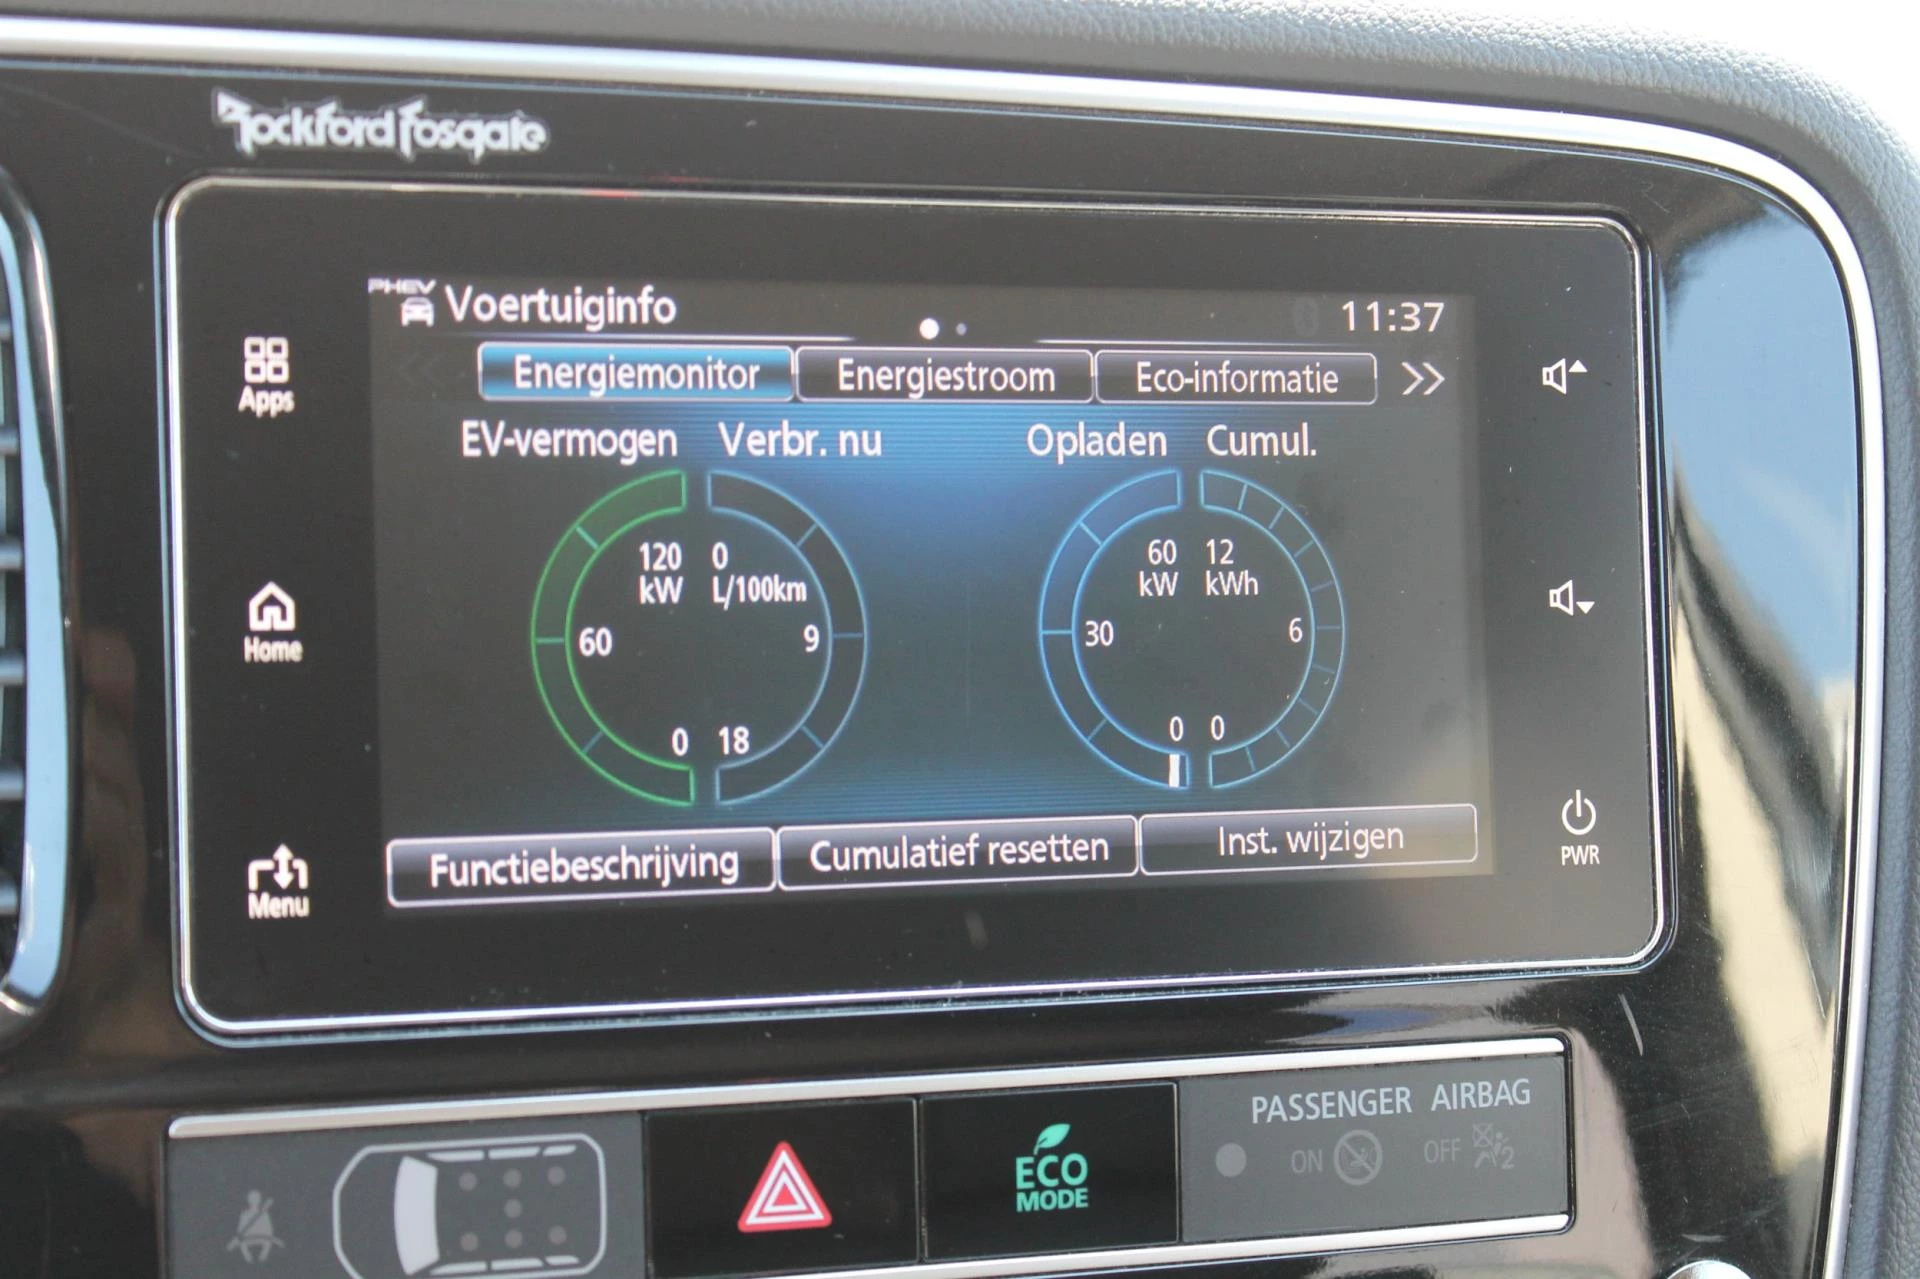 Rockford Fosgate
PHEV
Voertuiginfo
11:37
Apps
Energiemonitor
Energiestroom
Eco-informatie
EV-vermogen
Verbr. nu
Opladen
Cumul.
120
kW
0
L/100km
60
kW
12
kWh
60
9
30
6
0
18
0
0
Home
Menu
Functiebeschrijving
Cumulatief resetten
Inst. wijzigen
PWR
PASSENGER AIRBAG
ON
OFF
2
ECO
MODE